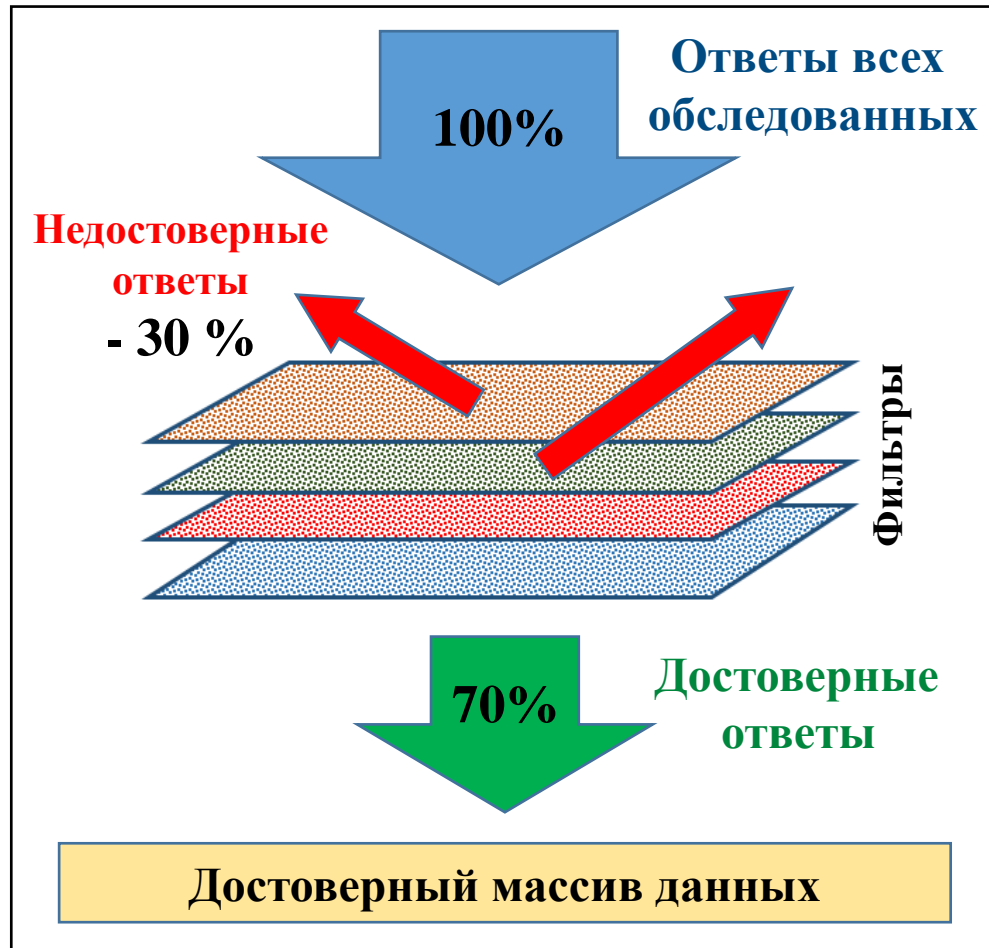 Ответы всех
обследованных
100%
Недостоверные
ответы
- 30 %
Фильтры
70%
Достоверные
ответы
Достоверный массив данных